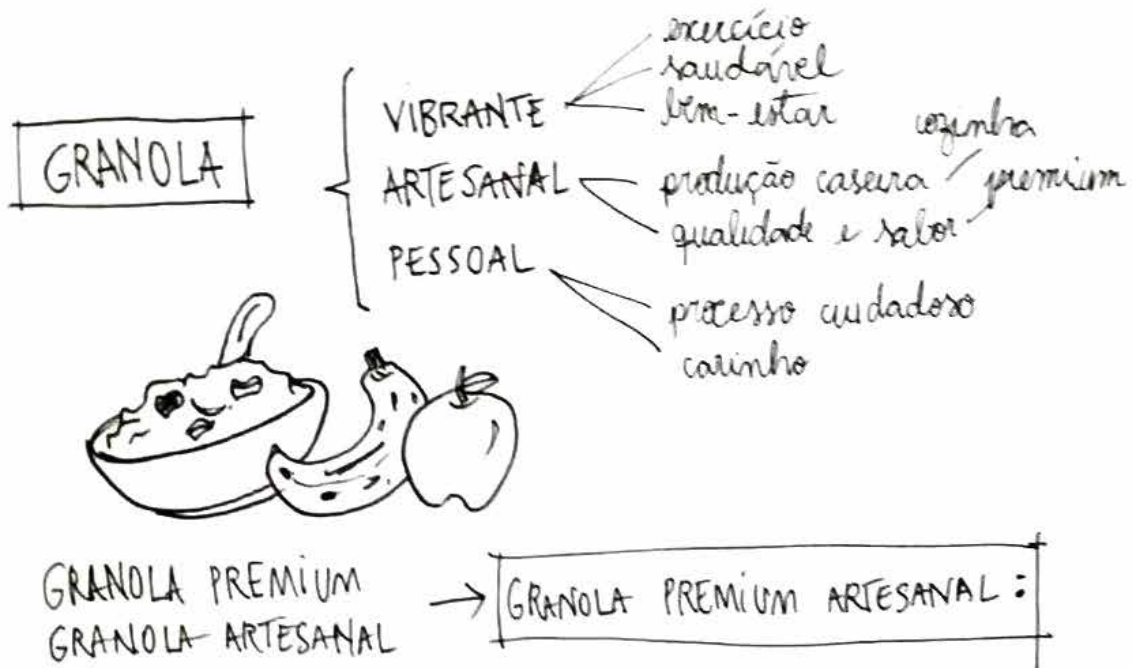 GRANOLA
VIBRANTE
exercício
saudável
bem-estar
ARTESANAL
produção caseira
cozinha
qualidade e sabor
premium
PESSOAL
processo cuidadoso
carinho
GRANOLA PREMIUM
GRANOLA ARTESANAL
GRANOLA PREMIUM ARTESANAL: